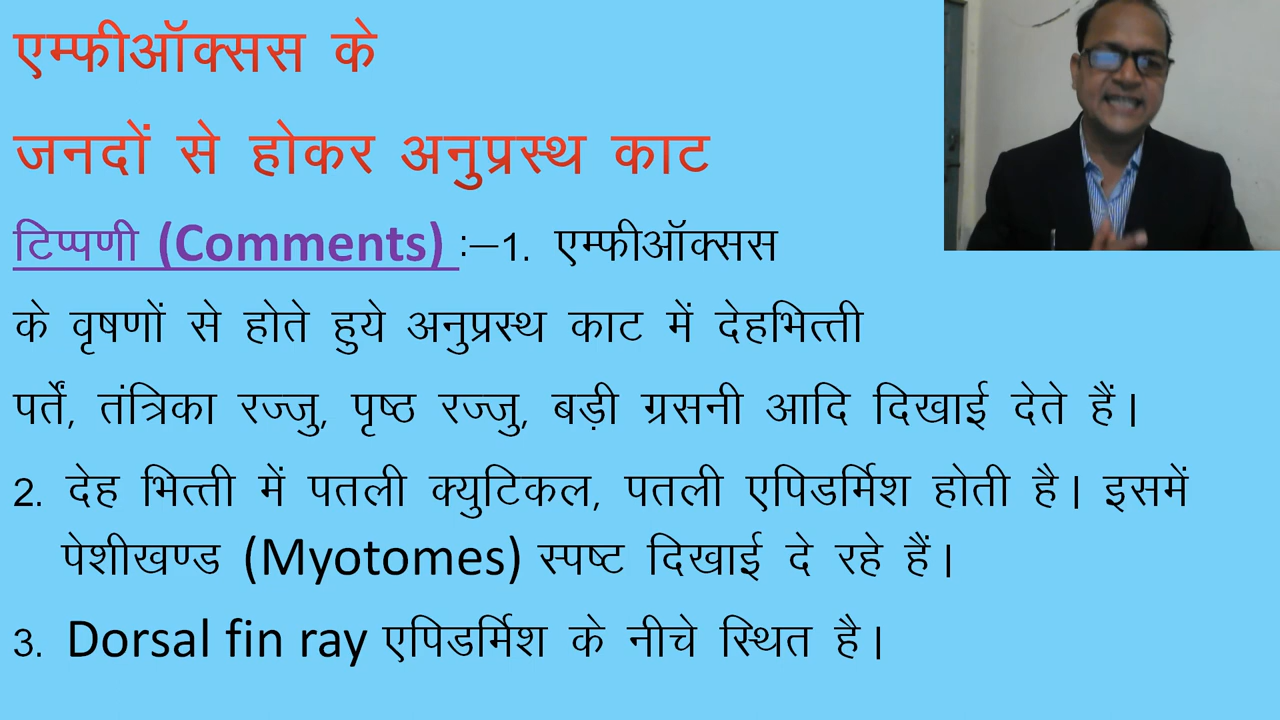 एम्फीऑक्सस के
जनदों से होकर अनुप्रस्थ काट
टिप्पणी (Comments) :–1. एम्फीऑक्सस
के वृषणों से होते हुये अनुप्रस्थ काट में देहभित्ती
पर्तें, तंत्रिका रज्जु, पृष्ठ रज्जु, बड़ी ग्रसनी आदि दिखाई देते हैं।
2. देह भित्ती में पतली क्युटिकल, पतली एपिडर्मिश होती है। इसमें
पेशीखण्ड (Myotomes) स्पष्ट दिखाई दे रहे हैं।
3. Dorsal fin ray एपिडर्मिश के नीचे स्थित है।